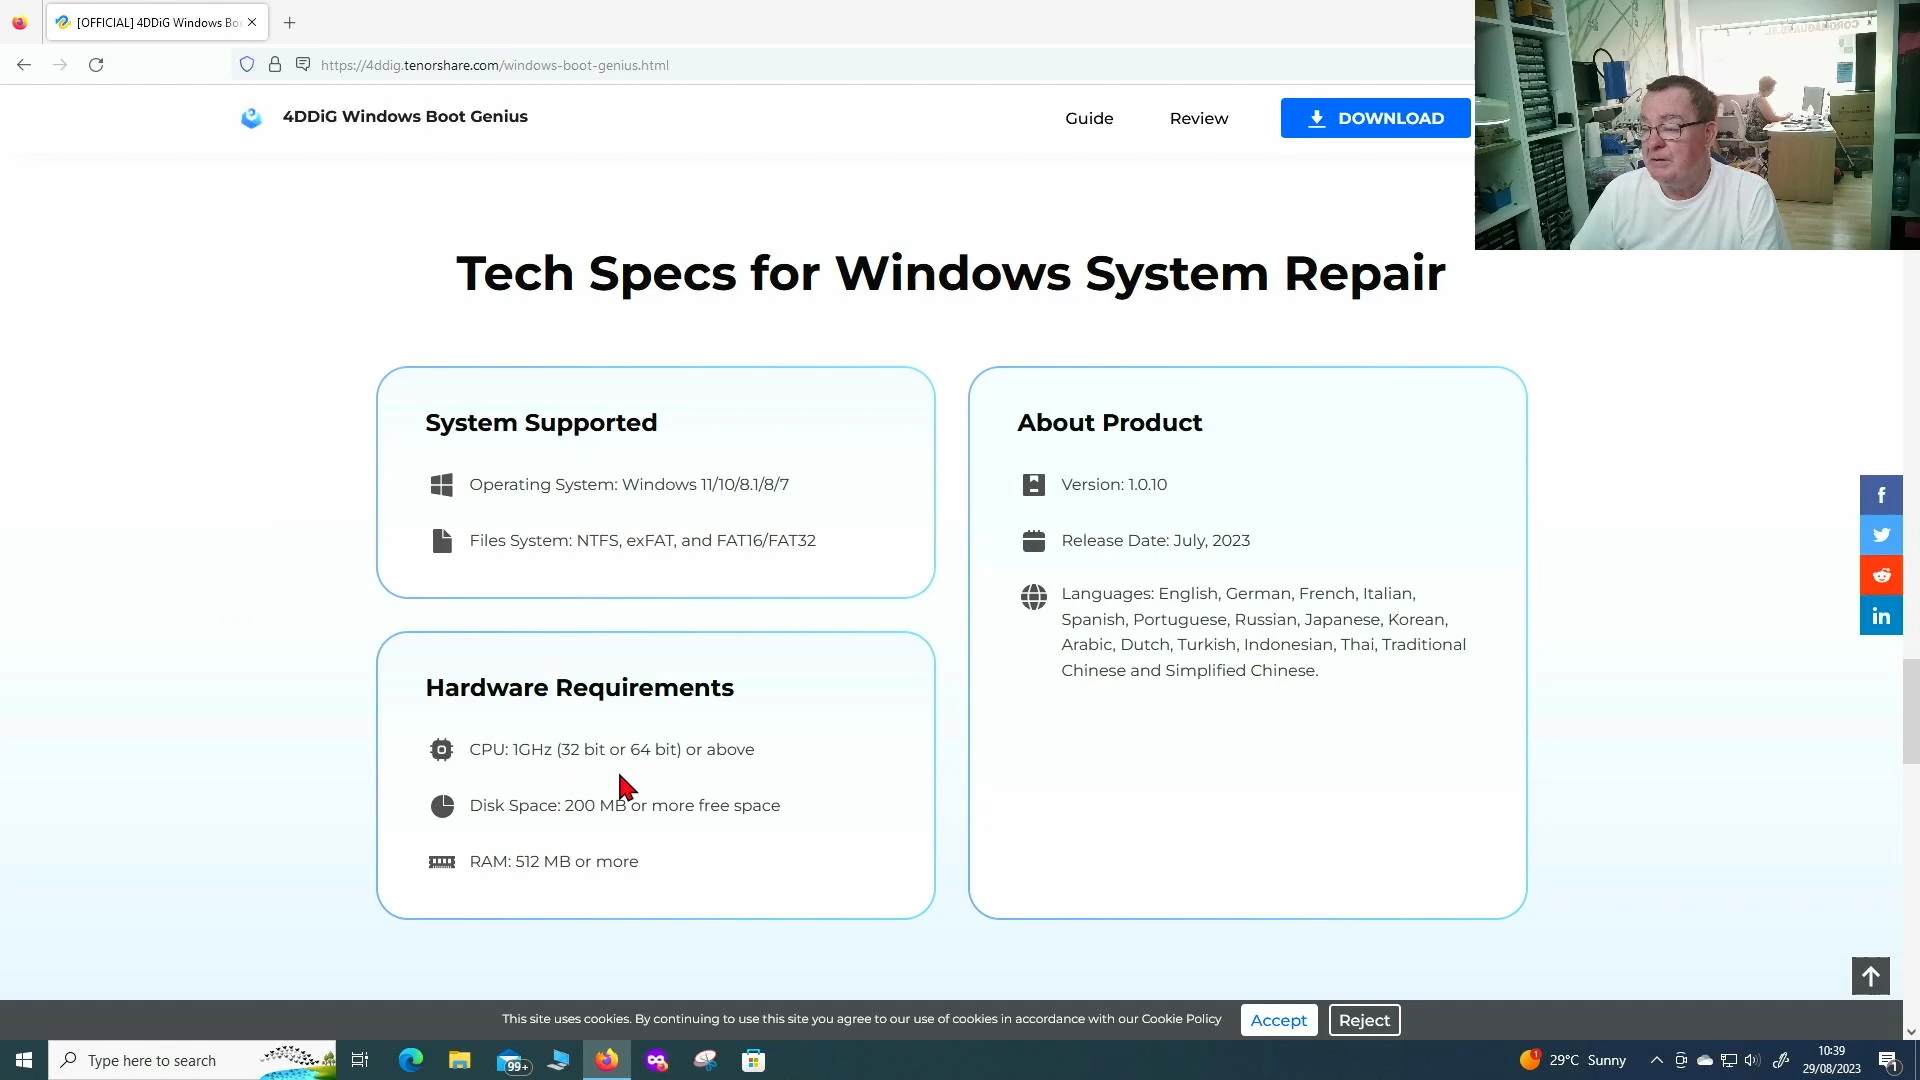 [OFFICIAL] 4DDiG Windows Boo
https://4ddig.tenorshare.com/windows-boot-genius.html
4DDiG Windows Boot Genius
Guide
Review
DOWNLOAD
Tech Specs for Windows System Repair
System Supported
Operating System: Windows 11/10/8.1/8/7
Files System: NTFS, exFAT, and FAT16/FAT32
Hardware Requirements
CPU: 1GHz (32 bit or 64 bit) or above
Disk Space: 200 MB or more free space
RAM: 512 MB or more
About Product
Version: 1.0.10
Release Date: July, 2023
Languages: English, German, French, Italian,
Spanish, Portuguese, Russian, Japanese, Korean,
Arabic, Dutch, Turkish, Indonesian, Thai, Traditional
Chinese and Simplified Chinese.
f
in
This site uses cookies. By continuing to use this site you agree to our use of cookies in accordance with our Cookie Policy
Accept
Reject
Type here to search
99+
1
29°C Sunny
10:39
29/08/2023
1